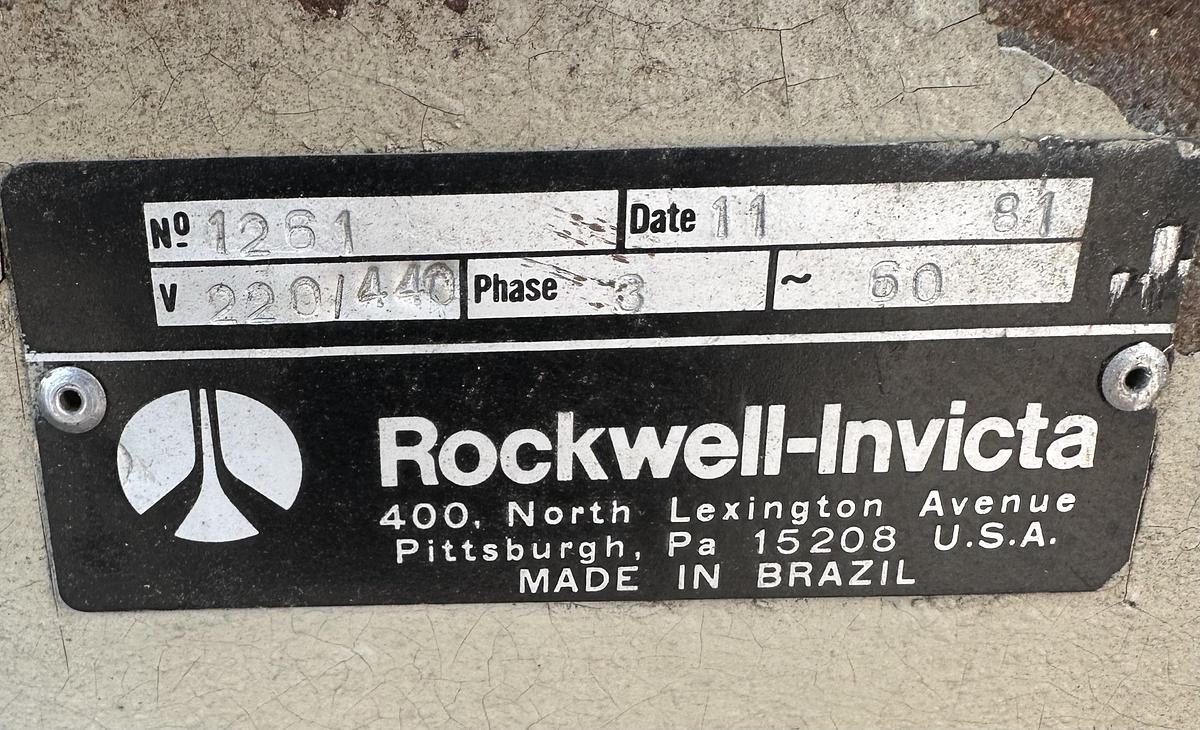 Nº 1261 Date 11 81
V 220/440 Phase 3 ~ 60
Rockwell-Invicta
400, North Lexington Avenue
Pittsburgh, Pa 15208 U.S.A.
MADE IN BRAZIL